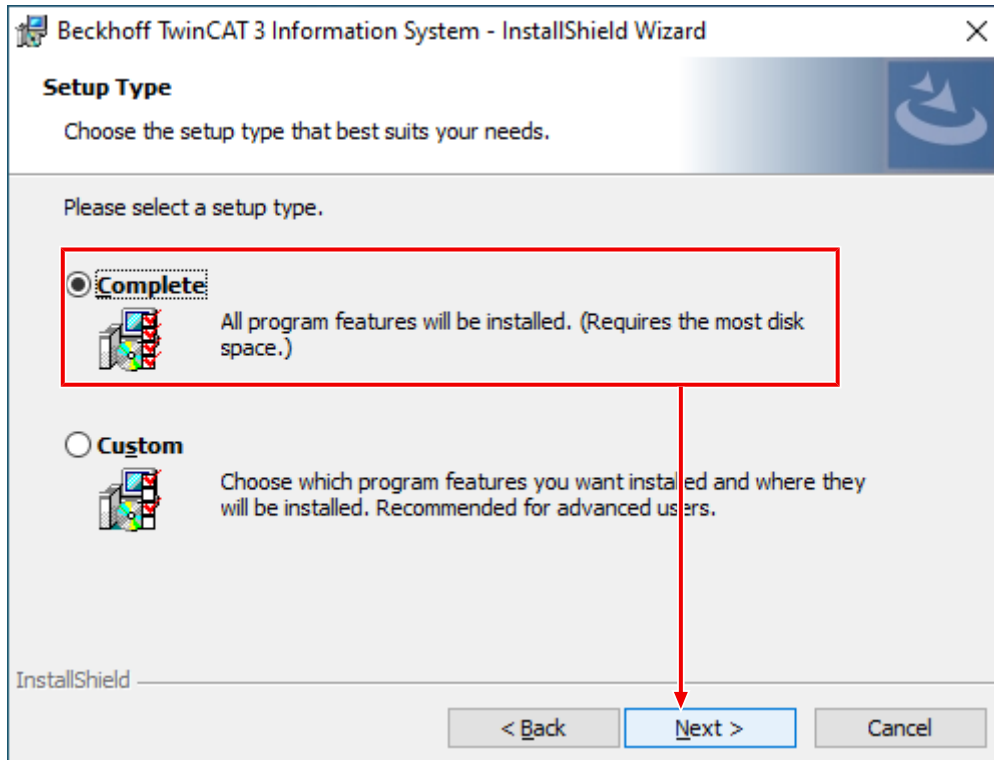 Beckhoff TwinCAT 3 Information System - InstallShield Wizard
Setup Type
Choose the setup type that best suits your needs.
Please select a setup type.
Complete
All program features will be installed. (Requires the most disk
space.)
Custom
Choose which program features you want installed and where they
will be installed. Recommended for advanced users.
InstallShield
< Back Next > Cancel